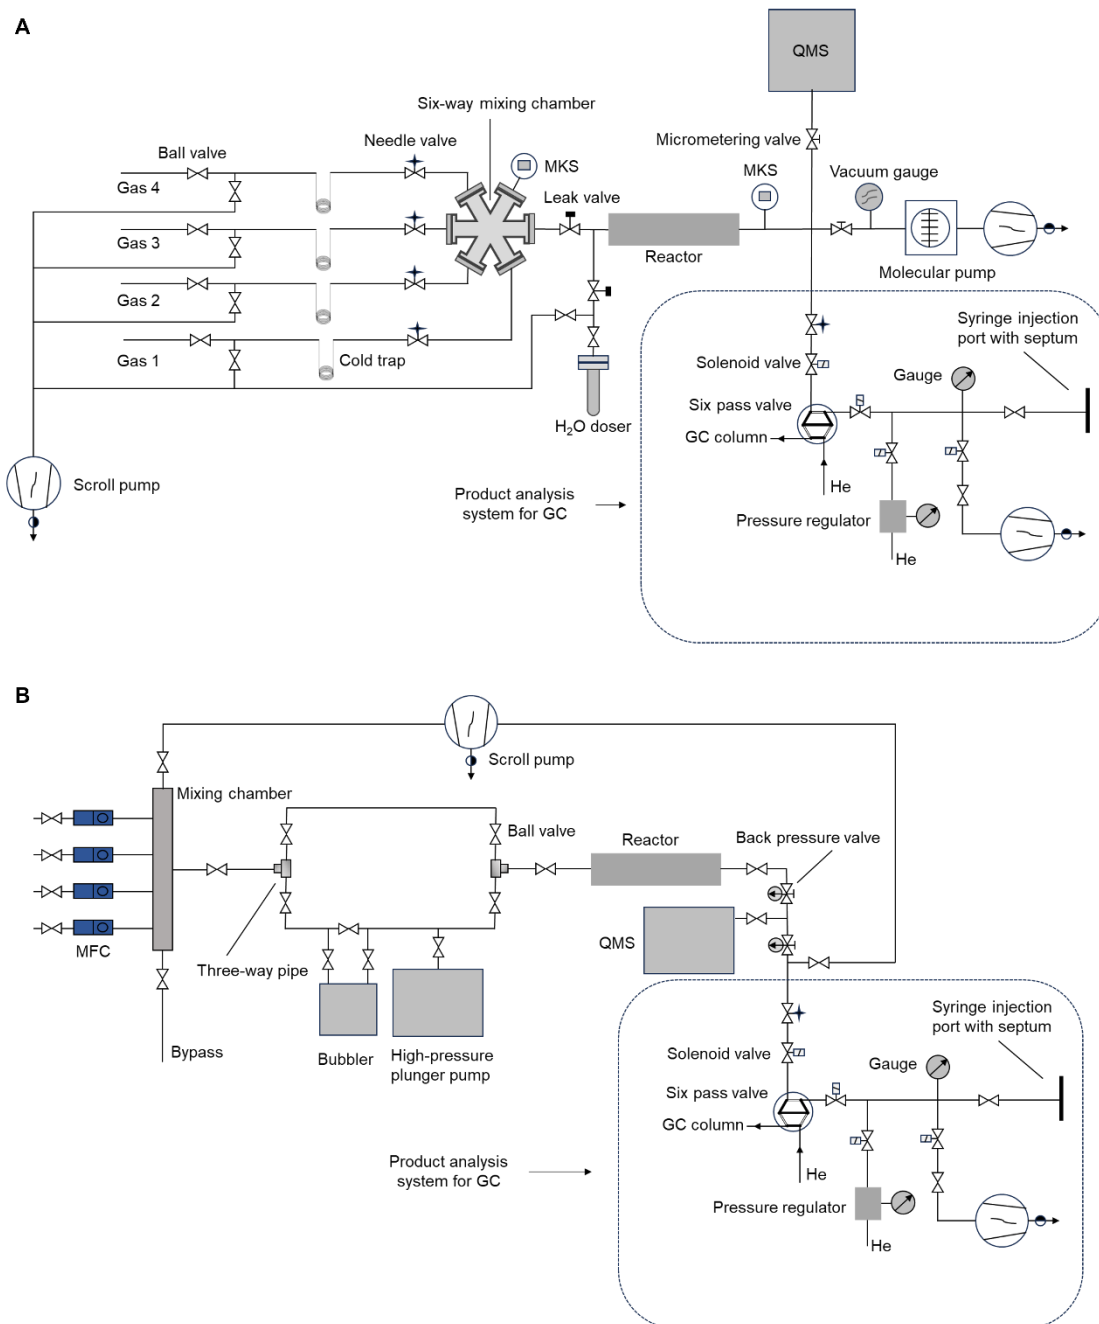 A
QMS
Six-way mixing chamber
Needle valve
Micrometering valve
Ball valve
MKS
MKS
Vacuum gauge
Gas 4
Leak valve
Gas 3
Reactor
Molecular pump
Gas 2
Gas 1
Cold trap
Syringe injection
port with septum
Solenoid valve
Gauge
Six pass valve
H₂O doser
GC column
Scroll pump
He
Product analysis
system for GC
Pressure regulator
He
B
Scroll pump
Mixing chamber
Ball valve
Reactor
Back pressure valve
MFC
QMS
Three-way pipe
Syringe injection
port with septum
Bypass
Bubbler
High-pressure
plunger pump
Solenoid valve
Gauge
Six pass valve
GC column
Product analysis
system for GC
He
Pressure regulator
He